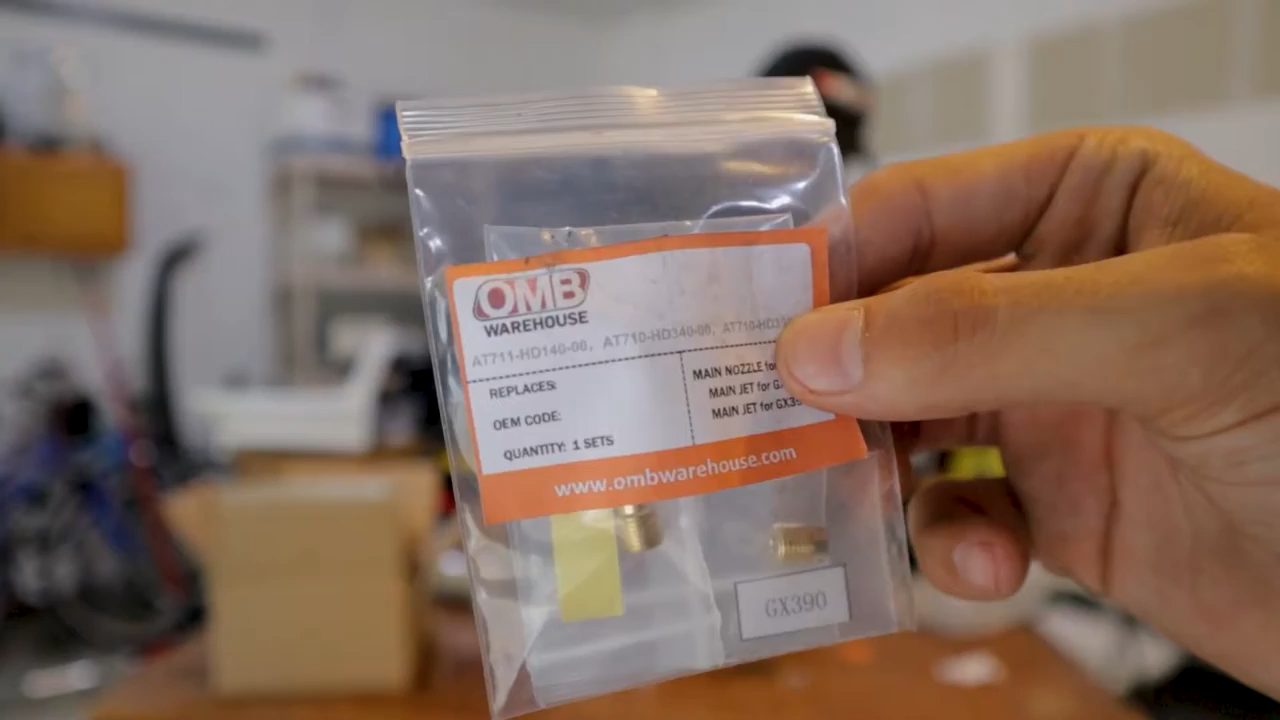 OMB
WAREHOUSE
AT711-HD140-00, AT710-HD340-00,
REPLACES:
OEM CODE:
QUANTITY: 1 SETS
MAIN NOZZLE for
MAIN JET for
MAIN JET for
www.ombwarehouse.com
GX390